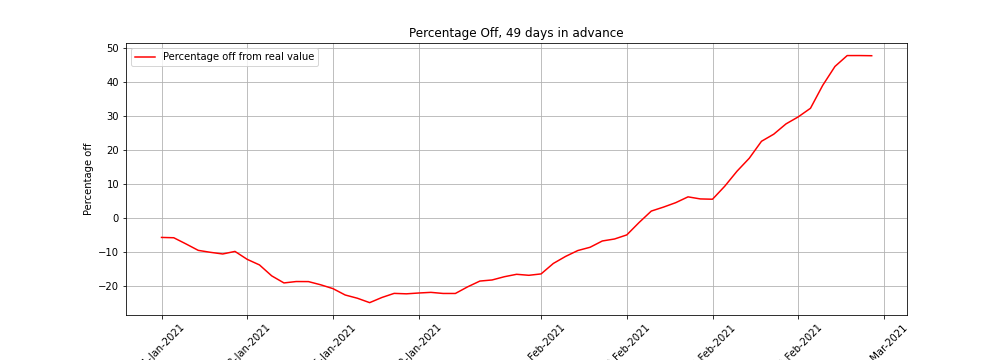 Percentage Off, 49 days in advance
Percentage off from real value
Percentage off
50
40
30
20
10
0
−10
−20
-Jan-2021
-Jan-2021
-Jan-2021
-Jan-2021
Feb-2021
Feb-2021
Feb-2021
Feb-2021
Mar-2021